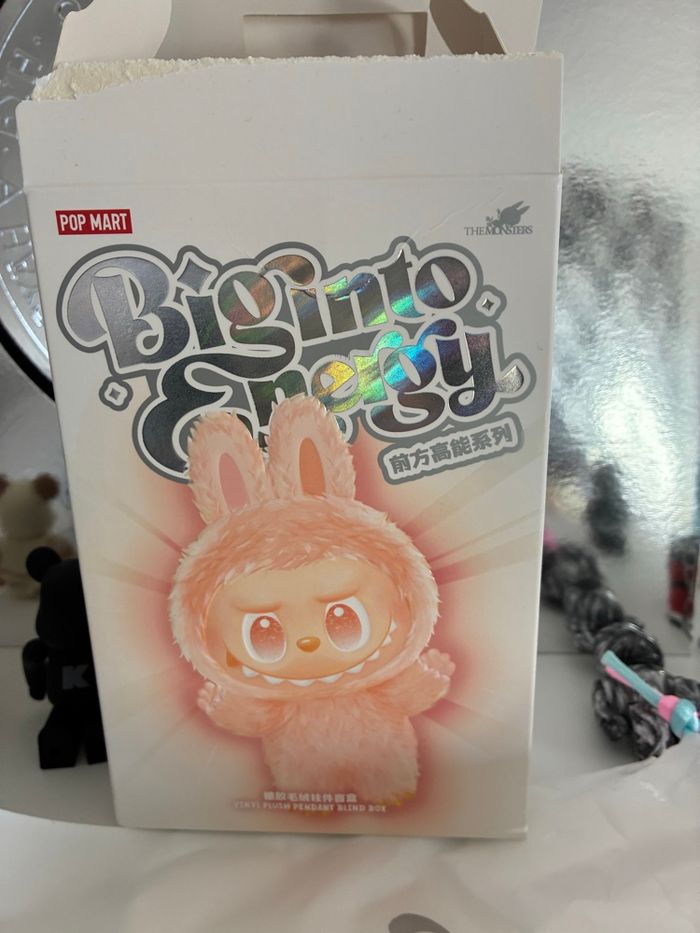 POP MART
THE MONSTERS
Big into
Energy
前方高能系列
搪胶毛绒挂件盲盒
VINYL PLUSH PENDANT BLIND BOX
K